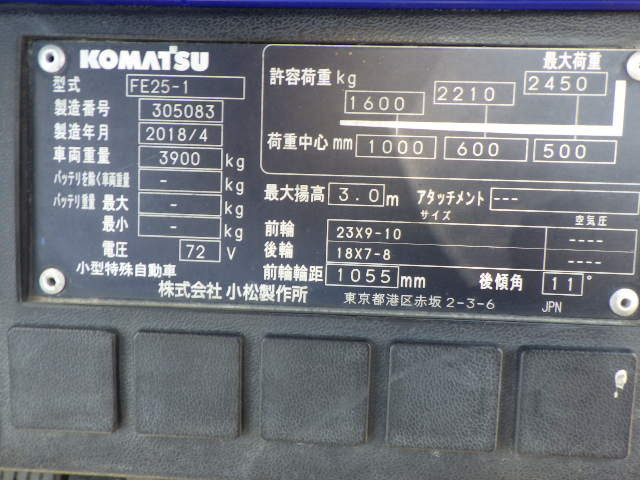 KOMATSU
型式 FE25-1
製造番号 305083
製造年月 2018/4
車両重量 3900 kg
バッテリを除く車両重量 - kg
バッテリ重量 最大 - kg
最小 - kg
電圧 72 V
小型特殊自動車
最大荷重
許容荷重 kg 1600 2210 2450
荷重中心 mm 1000 600 500
最大揚高 3.0 m アタッチメント ---
サイズ 空気圧
前輪 23X9-10 ----
後輪 18X7-8 ----
前輪輪距 1055 mm 後傾角 11 °
株式会社 小松製作所 東京都港区赤坂2-3-6 JPN